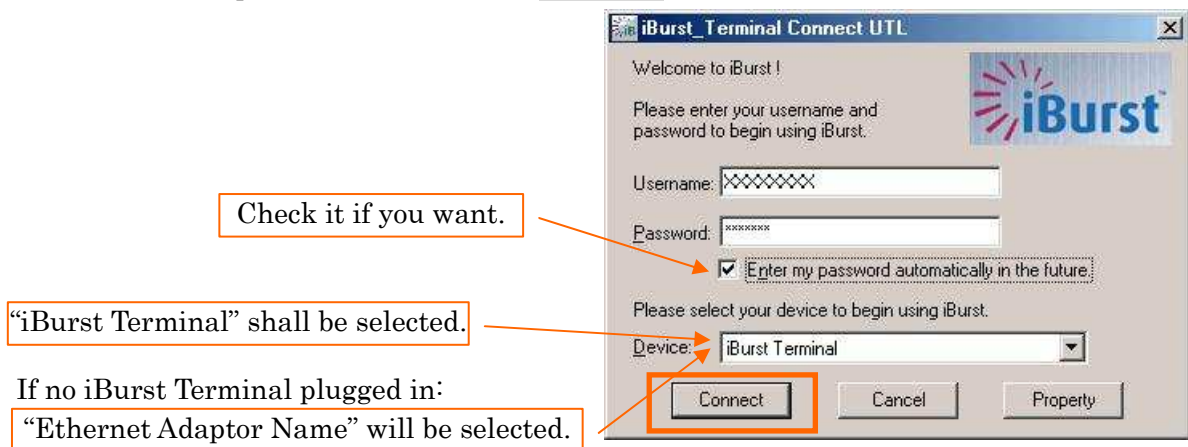 iBurst_Terminal Connect UTL
Welcome to iBurst !
iBurst
Please enter your username and
password to begin using iBurst.
Username: XXXXXXXX
Check it if you want.
Password: xxxxxxx
Enter my password automatically in the future.
“iBurst Terminal” shall be selected.
Please select your device to begin using iBurst.
Device: iBurst Terminal
If no iBurst Terminal plugged in:
“Ethernet Adaptor Name” will be selected.
Connect Cancel Property